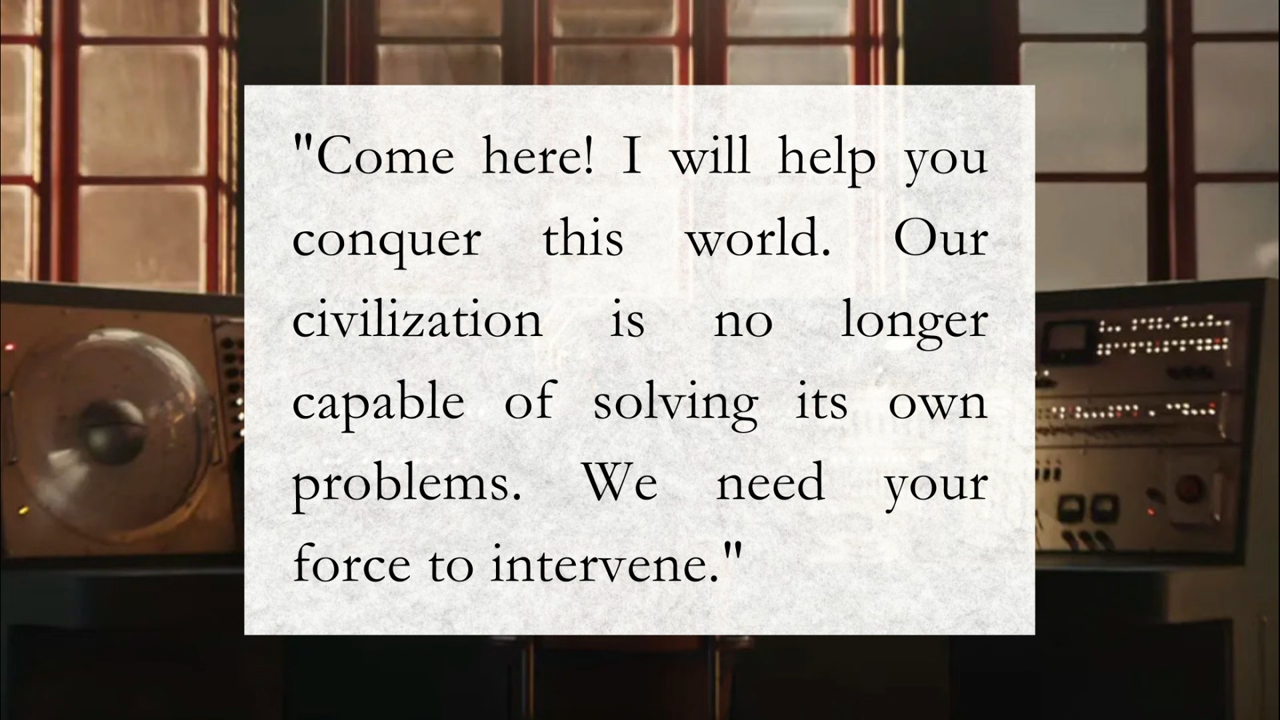 "Come here! I will help you
conquer this world. Our
civilization is no longer
capable of solving its own
problems. We need your
force to intervene."